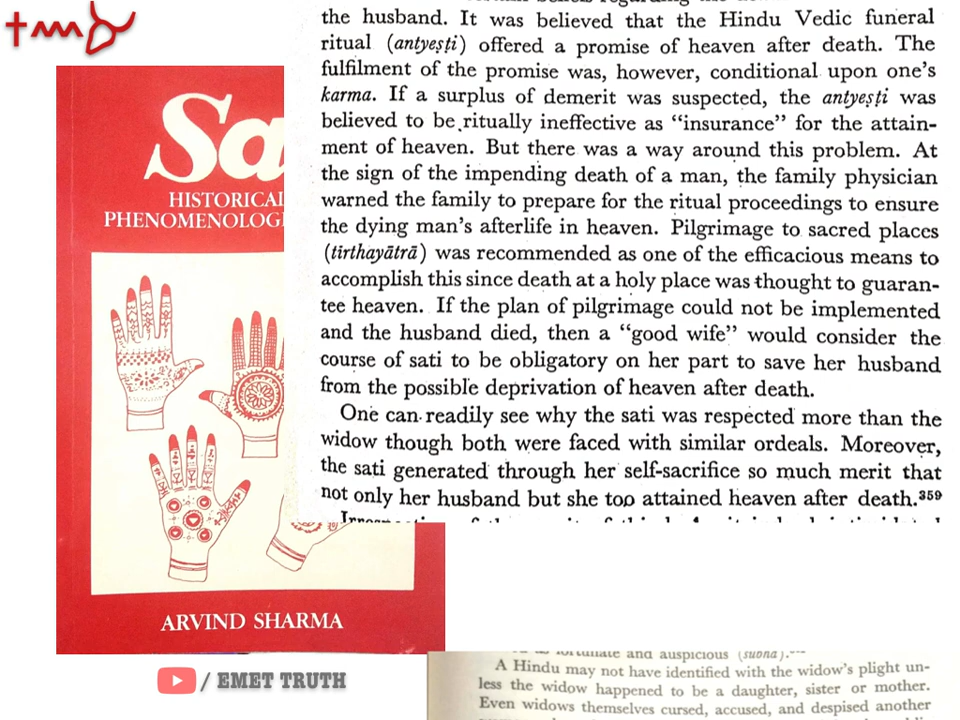 the husband. It was believed that the Hindu Vedic funeral
ritual (antyeṣṭi) offered a promise of heaven after death. The
fulfilment of the promise was, however, conditional upon one's
karma. If a surplus of demerit was suspected, the antyeṣṭi was
believed to be ritually ineffective as "insurance" for the attain-
ment of heaven. But there was a way around this problem. At
the sign of the impending death of a man, the family physician
warned the family to prepare for the ritual proceedings to ensure
the dying man's afterlife in heaven. Pilgrimage to sacred places
(tirthayātrā) was recommended as one of the efficacious means to
accomplish this since death at a holy place was thought to guaran-
tee heaven. If the plan of pilgrimage could not be implemented
and the husband died, then a "good wife" would consider the
course of sati to be obligatory on her part to save her husband
from the possible deprivation of heaven after death.
One can readily see why the sati was respected more than the
widow though both were faced with similar ordeals. Moreover,
the sati generated through her self-sacrifice so much merit that
not only her husband but she too attained heaven after death.³⁵⁹
Sa
HISTORICAL
PHENOMENOLOGI
ARVIND SHARMA
/ EMET TRUTH
fortunate and auspicious (subha).
A Hindu may not have identified with the widow's plight un-
less the widow happened to be a daughter, sister or mother.
Even widows themselves cursed, accused, and despised another